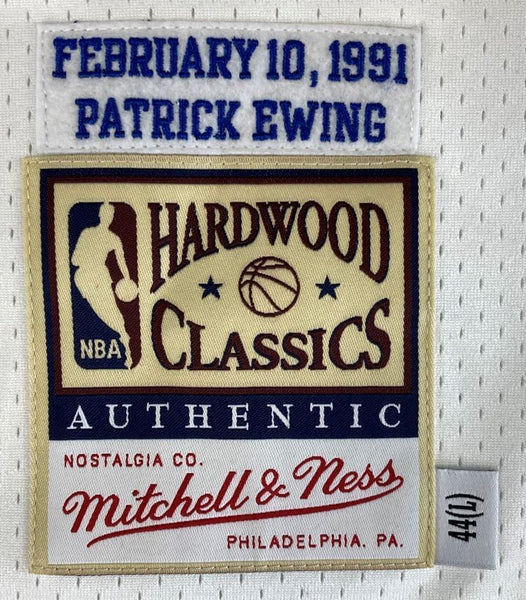 FEBRUARY 10, 1991
PATRICK EWING
HARDWOOD
CLASSICS
NBA
AUTHENTIC
NOSTALGIA CO.
Mitchell & Ness
PHILADELPHIA, PA.
44(L)